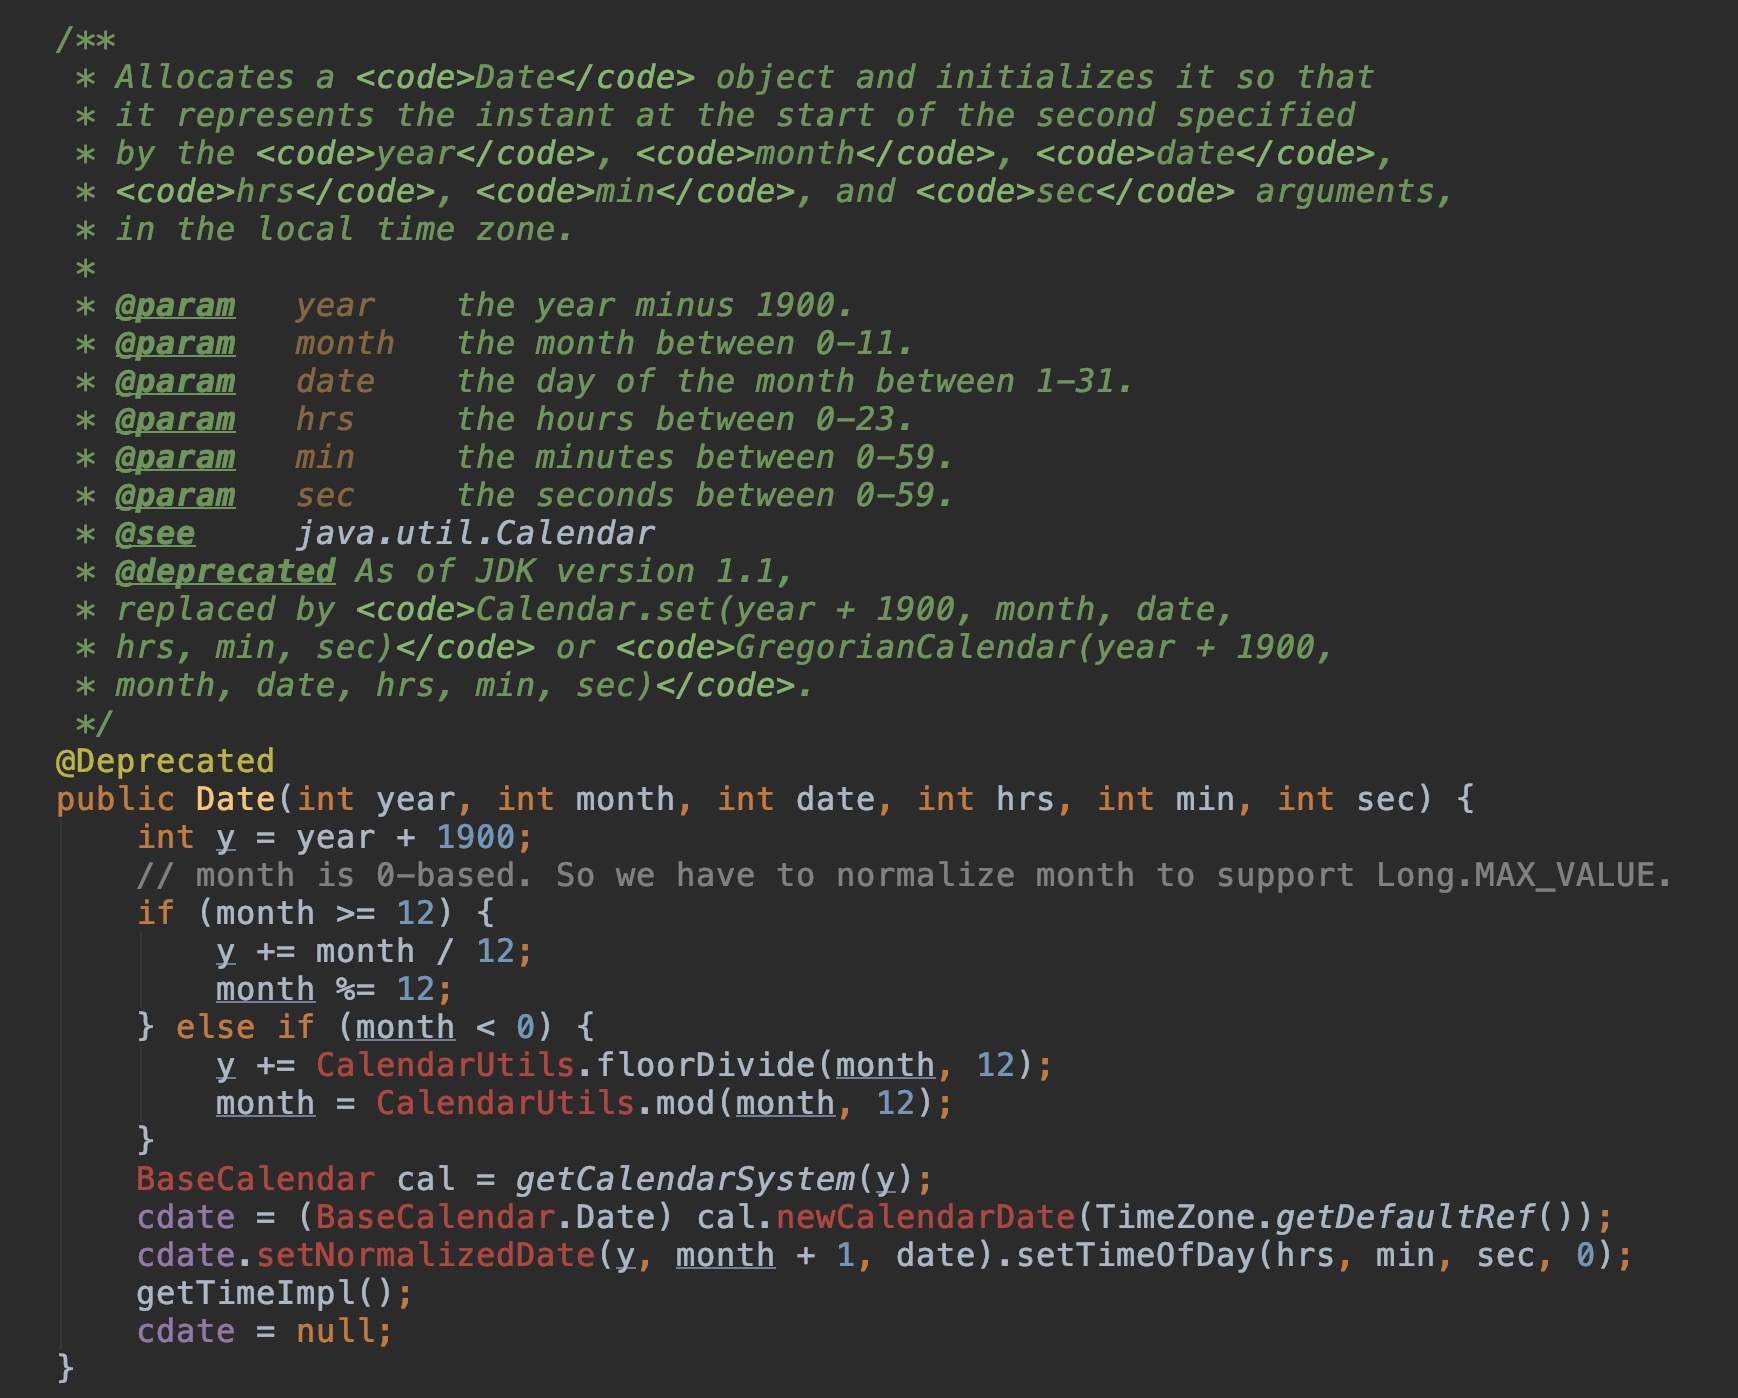 /**
 * Allocates a <code>Date</code> object and initializes it so that
 * it represents the instant at the start of the second specified
 * by the <code>year</code>, <code>month</code>, <code>date</code>,
 * <code>hrs</code>, <code>min</code>, and <code>sec</code> arguments,
 * in the local time zone.
 *
 * @param   year    the year minus 1900.
 * @param   month   the month between 0-11.
 * @param   date    the day of the month between 1-31.
 * @param   hrs     the hours between 0-23.
 * @param   min     the minutes between 0-59.
 * @param   sec     the seconds between 0-59.
 * @see     java.util.Calendar
 * @deprecated As of JDK version 1.1,
 * replaced by <code>Calendar.set(year + 1900, month, date,
 * hrs, min, sec)</code> or <code>GregorianCalendar(year + 1900,
 * month, date, hrs, min, sec)</code>.
 */
@Deprecated
public Date(int year, int month, int date, int hrs, int min, int sec) {
    int y = year + 1900;
    // month is 0-based. So we have to normalize month to support Long.MAX_VALUE.
    if (month >= 12) {
        y += month / 12;
        month %= 12;
    } else if (month < 0) {
        y += CalendarUtils.floorDivide(month, 12);
        month = CalendarUtils.mod(month, 12);
    }
    BaseCalendar cal = getCalendarSystem(y);
    cdate = (BaseCalendar.Date) cal.newCalendarDate(TimeZone.getDefaultRef());
    cdate.setNormalizedDate(y, month + 1, date).setTimeOfDay(hrs, min, sec, 0);
    getTimeImpl();
    cdate = null;
}